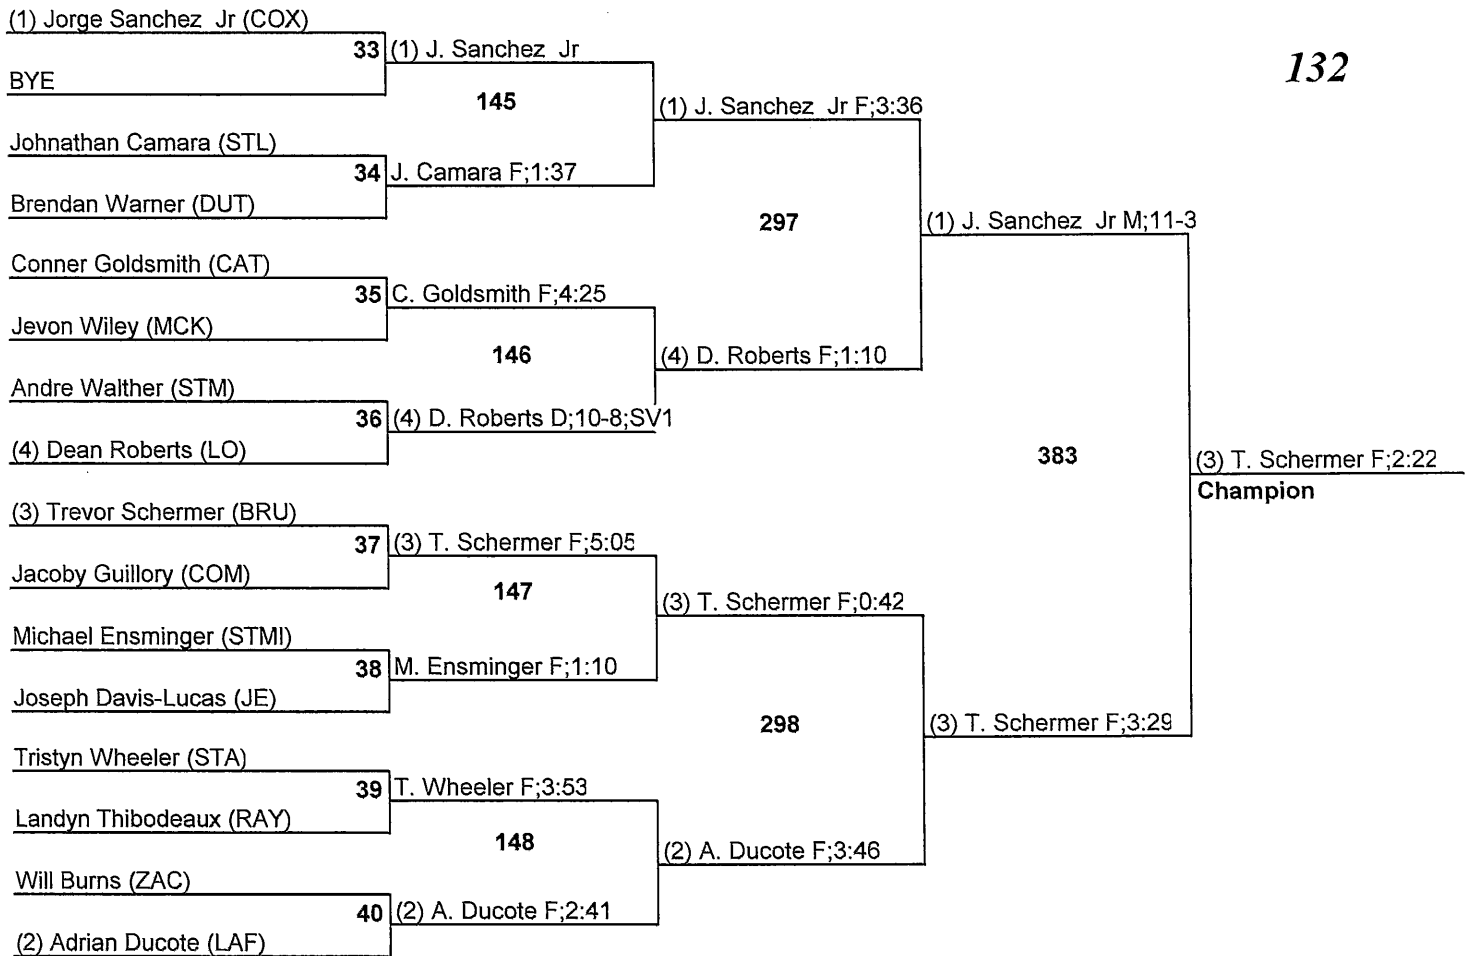 132
(1) Jorge Sanchez Jr (COX)
33
(1) J. Sanchez Jr
BYE
145
(1) J. Sanchez Jr F;3:36
Johnathan Camara (STL)
34
J. Camara F;1:37
Brendan Warner (DUT)
297
(1) J. Sanchez Jr M;11-3
Conner Goldsmith (CAT)
35
C. Goldsmith F;4:25
Jevon Wiley (MCK)
146
(4) D. Roberts F;1:10
Andre Walther (STM)
36
(4) D. Roberts D;10-8;SV1
(4) Dean Roberts (LO)
383
(3) T. Schermer F;2:22
Champion
(3) Trevor Schermer (BRU)
37
(3) T. Schermer F;5:05
Jacoby Guillory (COM)
147
(3) T. Schermer F;0:42
Michael Ensminger (STMI)
38
M. Ensminger F;1:10
Joseph Davis-Lucas (JE)
298
(3) T. Schermer F;3:29
Tristyn Wheeler (STA)
39
T. Wheeler F;3:53
Landyn Thibodeaux (RAY)
148
(2) A. Ducote F;3:46
Will Burns (ZAC)
40
(2) A. Ducote F;2:41
(2) Adrian Ducote (LAF)